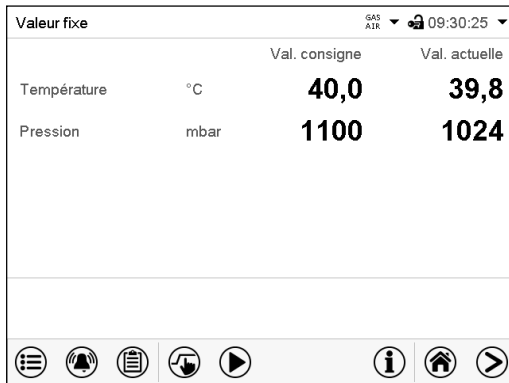 Valeur fixe GAS AIR 09:30:25
Val. consigne Val. actuelle
Température °C 40,0 39,8
Pression mbar 1100 1024